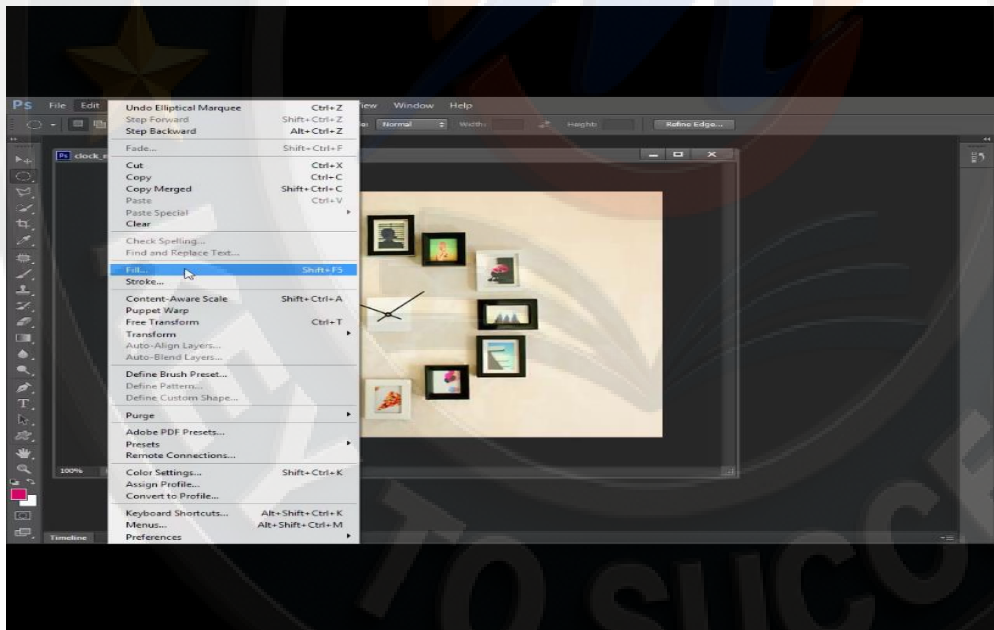 Ps File Edit View Window Help
Normal Width: Height: Refine Edge...
Ps clock_
Undo Elliptical Marquee Ctrl+Z
Step Forward Shift+Ctrl+Z
Step Backward Alt+Ctrl+Z
Fade... Shift+Ctrl+F
Cut Ctrl+X
Copy Ctrl+C
Copy Merged Shift+Ctrl+C
Paste Ctrl+V
Paste Special
Clear
Check Spelling...
Find and Replace Text...
Fill... Shift+F5
Stroke...
Content-Aware Scale Shift+Ctrl+A
Puppet Warp
Free Transform Ctrl+T
Transform
Auto-Align Layers...
Auto-Blend Layers...
Define Brush Preset...
Define Pattern...
Define Custom Shape...
Purge
Adobe PDF Presets...
Presets
Remote Connections...
Color Settings... Shift+Ctrl+K
Assign Profile...
Convert to Profile...
Keyboard Shortcuts... Alt+Shift+Ctrl+K
Menus... Alt+Shift+Ctrl+M
Preferences
100%
Timeline
KEY TO SUCCE